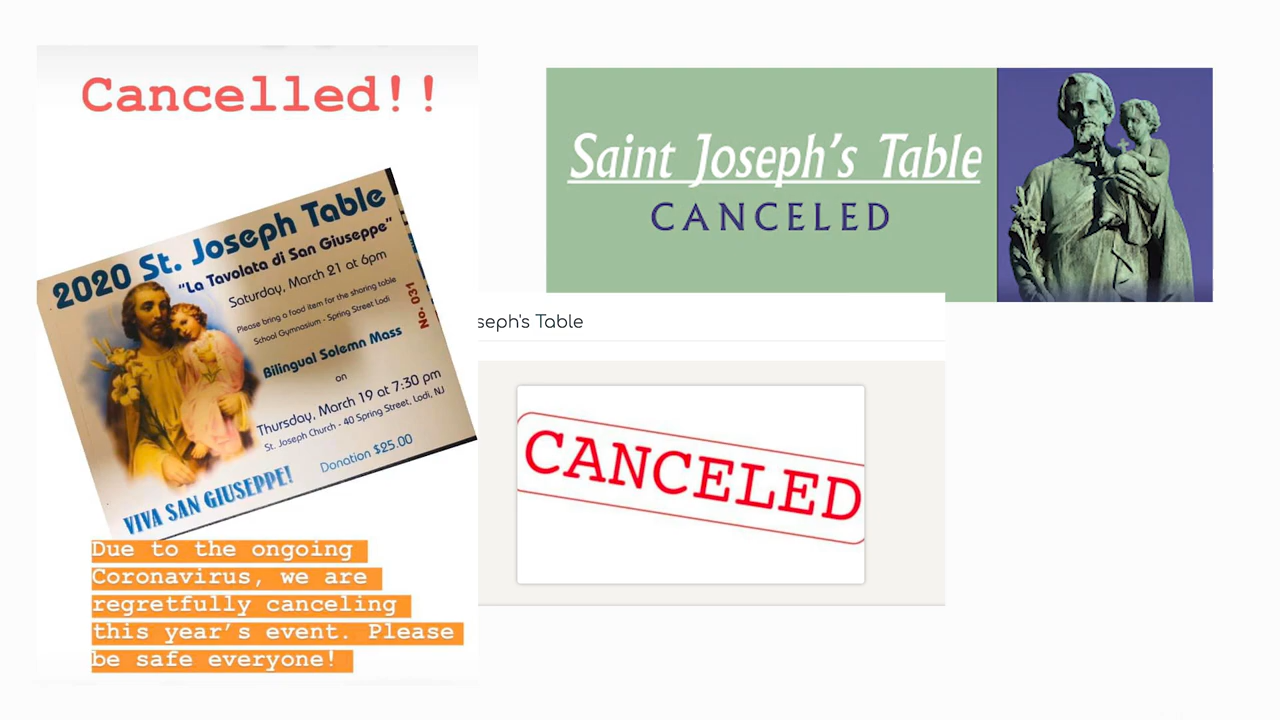 Cancelled!!
2020 St. Joseph Table
"La Tavolata di San Giuseppe"
Saturday, March 21 at 6pm
Please bring a food item for the sharing table
School Gymnasium - Spring Street Lodi
No. 031
Bilingual Solemn Mass
on
Thursday, March 19 at 7:30 pm
St. Joseph Church - 40 Spring Street, Lodi, NJ
Donation $25.00
VIVA SAN GIUSEPPE!
Due to the ongoing
Coronavirus, we are
regretfully canceling
this year's event. Please
be safe everyone!
Saint Joseph's Table
CANCELED
seph's Table
CANCELED